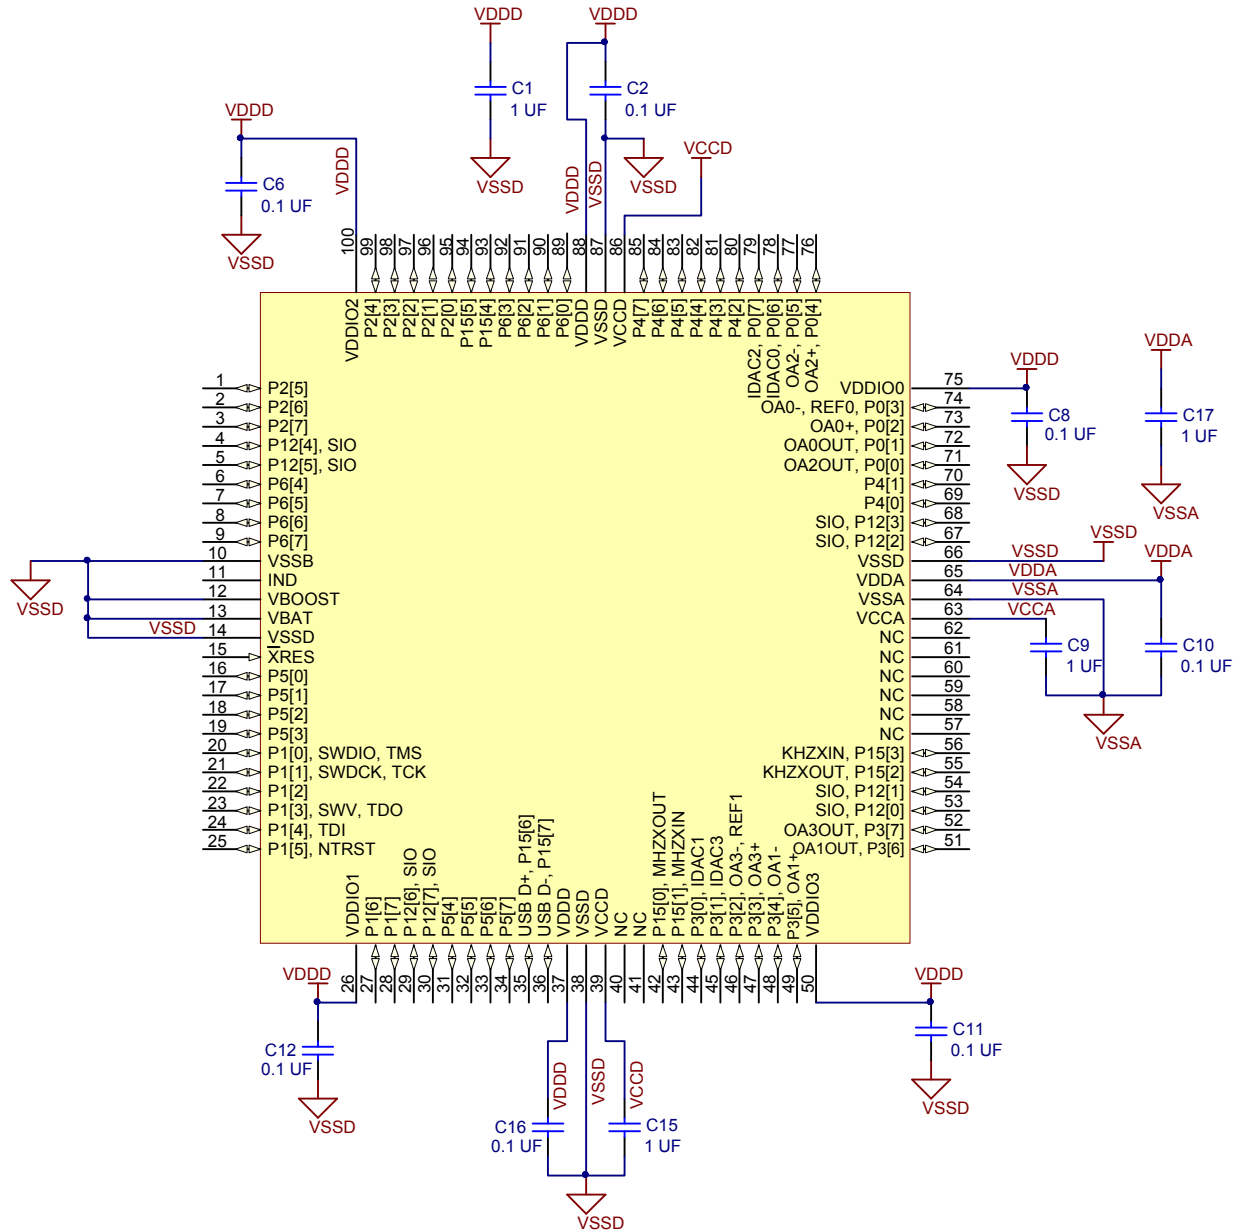 VDDD
VDDD
C1
1 UF
C2
0.1 UF
VDDD
VCCD
C6
0.1 UF
VDDD
VDDD
VSSD
VSSD
VSSD
VSSD
100
99
98
97
96
95
94
93
92
91
90
89
88
87
86
85
84
83
82
81
80
79
78
77
76
VDDIO2
P2[4]
P2[3]
P2[2]
P2[1]
P2[0]
P15[5]
P15[4]
P6[3]
P6[2]
P6[1]
P6[0]
VDDD
VSSD
VCCD
P4[7]
P4[6]
P4[5]
P4[4]
P4[3]
P4[2]
IDAC2, P0[7]
IDAC0, P0[6]
OA2-, P0[5]
OA2+, P0[4]
1 P2[5]
2 P2[6]
3 P2[7]
4 P12[4], SIO
5 P12[5], SIO
6 P6[4]
7 P6[5]
8 P6[6]
9 P6[7]
10 VSSB
11 IND
12 VBOOST
13 VBAT
VSSD 14 VSSD
15 XRES
16 P5[0]
17 P5[1]
18 P5[2]
19 P5[3]
20 P1[0], SWDIO, TMS
21 P1[1], SWDCK, TCK
22 P1[2]
23 P1[3], SWV, TDO
24 P1[4], TDI
25 P1[5], NTRST
VSSD
VDDIO0 75
OA0-, REF0, P0[3] 74
OA0+, P0[2] 73
OA0OUT, P0[1] 72
OA2OUT, P0[0] 71
P4[1] 70
P4[0] 69
SIO, P12[3] 68
SIO, P12[2] 67
VSSD 66 VSSD
VDDA 65 VDDA
VSSA 64 VSSA
VCCA 63 VCCA
NC 62
NC 61
NC 60
NC 59
NC 58
NC 57
KHZXIN, P15[3] 56
KHZXOUT, P15[2] 55
SIO, P12[1] 54
SIO, P12[0] 53
OA3OUT, P3[7] 52
OA1OUT, P3[6] 51
VDDD
C8
0.1 UF
VSSD
VDDA
C17
1 UF
VSSA
VSSD
VDDA
C9
1 UF
C10
0.1 UF
VSSA
VDDIO1
P1[6]
P1[7]
P12[6], SIO
P12[7], SIO
P5[4]
P5[5]
P5[6]
P5[7]
USB D+, P15[6]
USB D-, P15[7]
VDDD
VSSD
VCCD
NC
NC
P15[0], MHZXOUT
P15[1], MHZXIN
P3[0], IDAC1
P3[1], IDAC3
P3[2], OA3-, REF1
P3[3], OA3+
P3[4], OA1-
P3[5], OA1+
VDDIO3
26
27
28
29
30
31
32
33
34
35
36
37
38
39
40
41
42
43
44
45
46
47
48
49
50
VDDD
C12
0.1 UF
VSSD
VDDD
VSSD
VCCD
C16
0.1 UF
C15
1 UF
VSSD
VDDD
C11
0.1 UF
VSSD